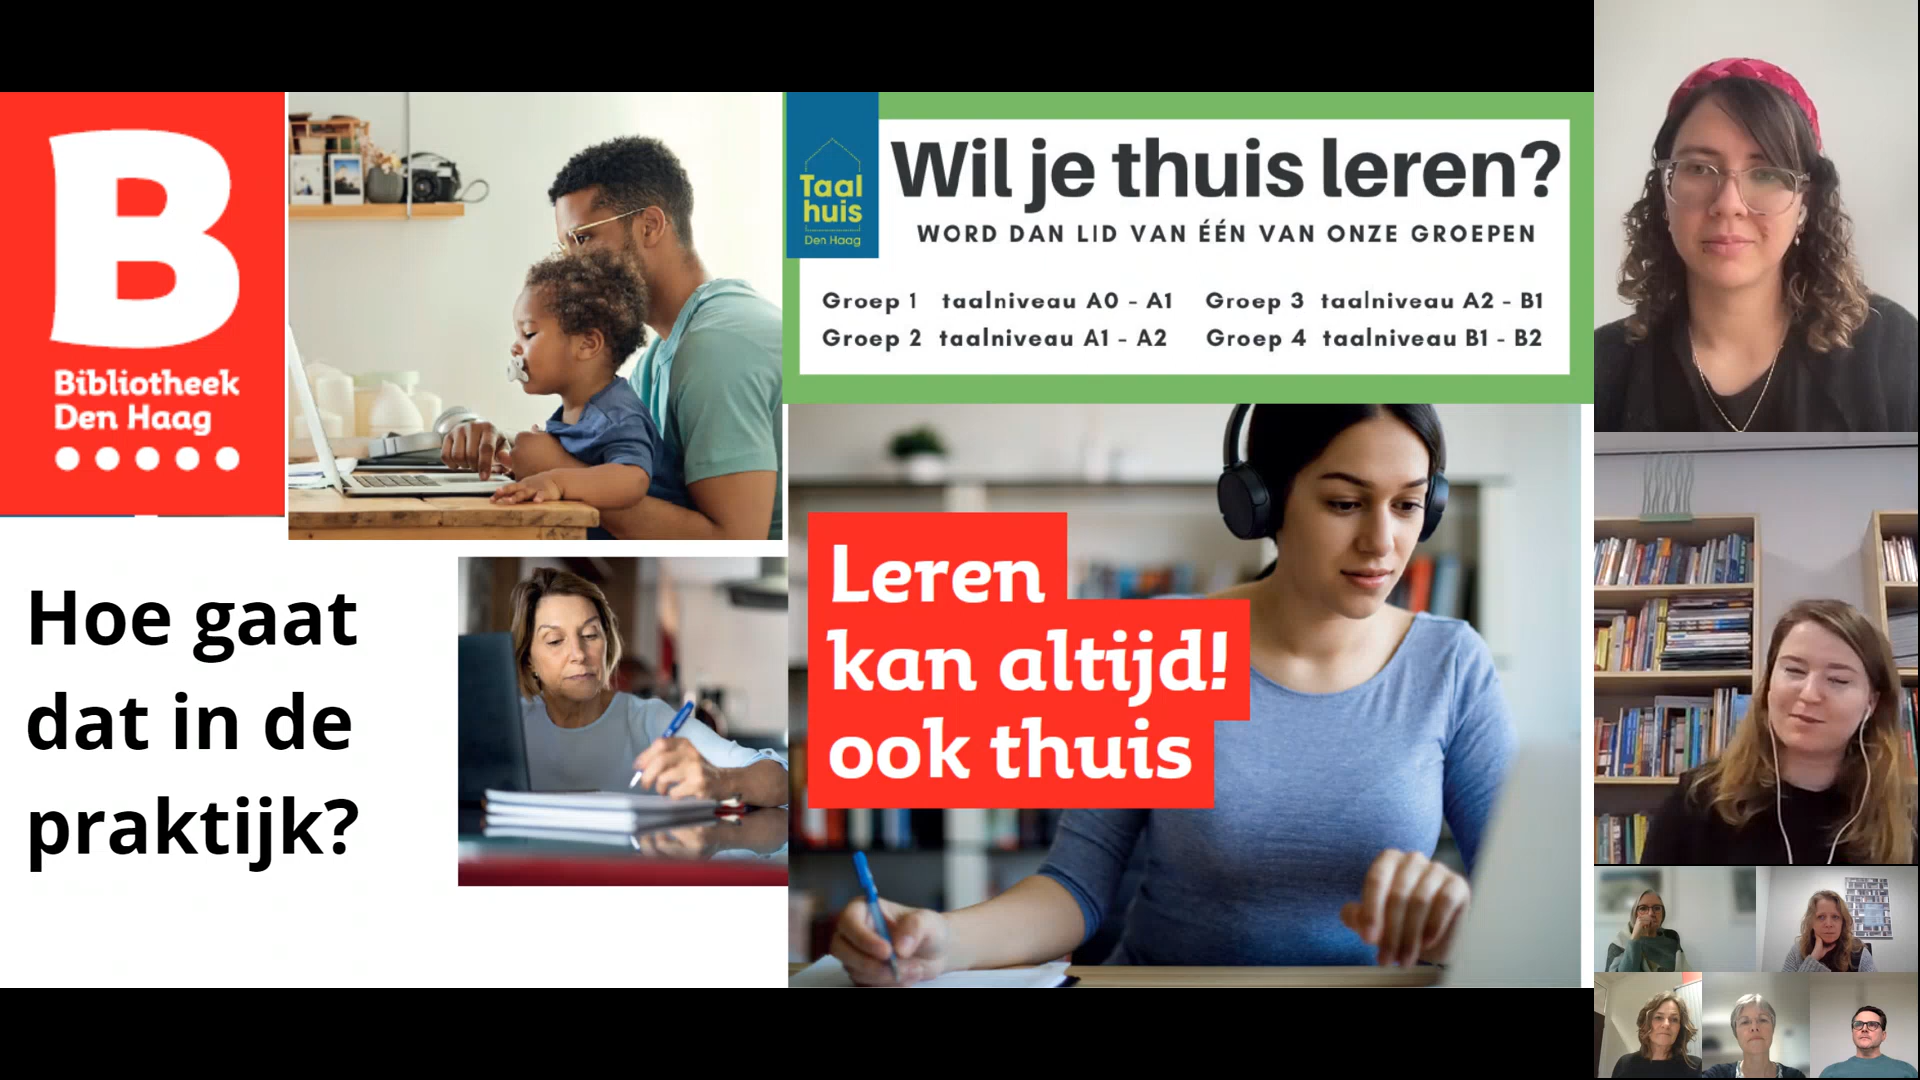 B
Bibliotheek
Den Haag
Hoe gaat
dat in de
praktijk?
Taal
huis
Den Haag
Wil je thuis leren?
WORD DAN LID VAN ÉÉN VAN ONZE GROEPEN
Groep 1 taalniveau A0 - A1
Groep 2 taalniveau A1 - A2
Groep 3 taalniveau A2 - B1
Groep 4 taalniveau B1 - B2
Leren
kan altijd!
ook thuis